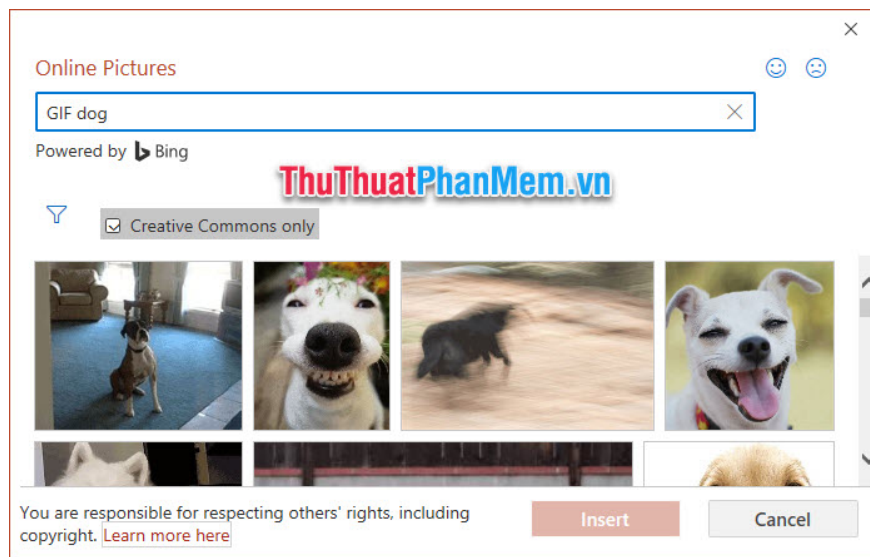 Online Pictures
GIF dog
Powered by Bing
ThuThuatPhanMem.vn
Creative Commons only
You are responsible for respecting others' rights, including
copyright. Learn more here
Insert
Cancel